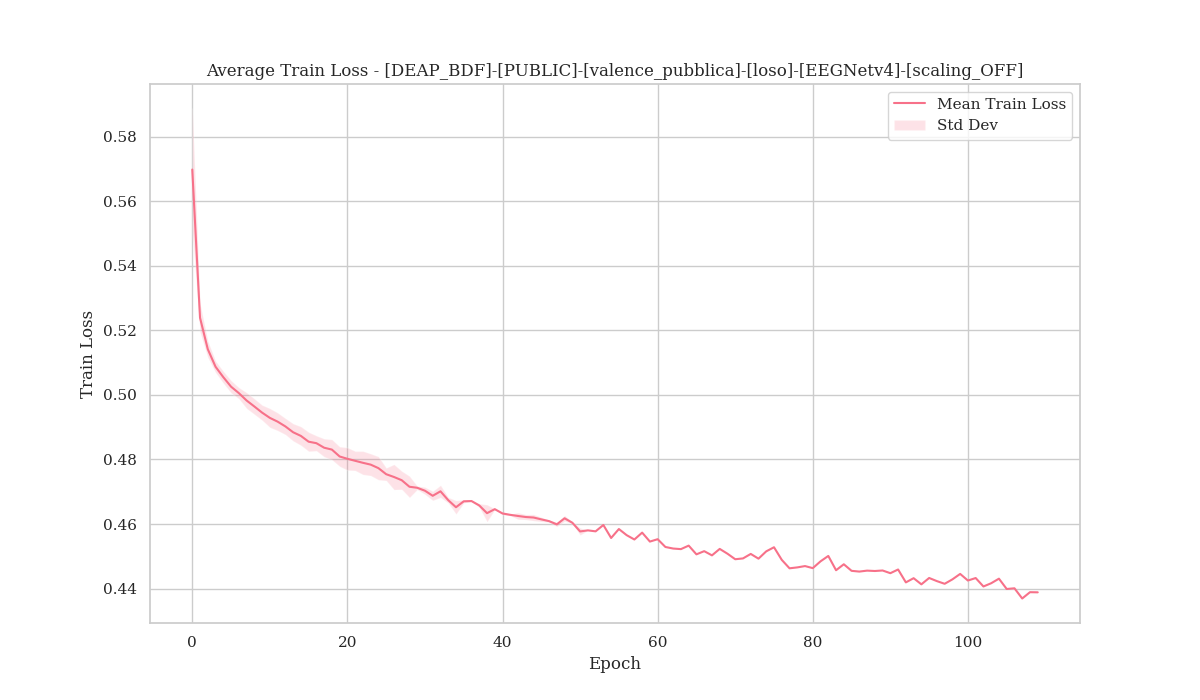 Average Train Loss - [DEAP_BDF]-[PUBLIC]-[valence_pubblica]-[loso]-[EEGNetv4]-[scaling_OFF]
Mean Train Loss
Std Dev
Train Loss
0.58
0.56
0.54
0.52
0.50
0.48
0.46
0.44
0 20 40 60 80 100
Epoch